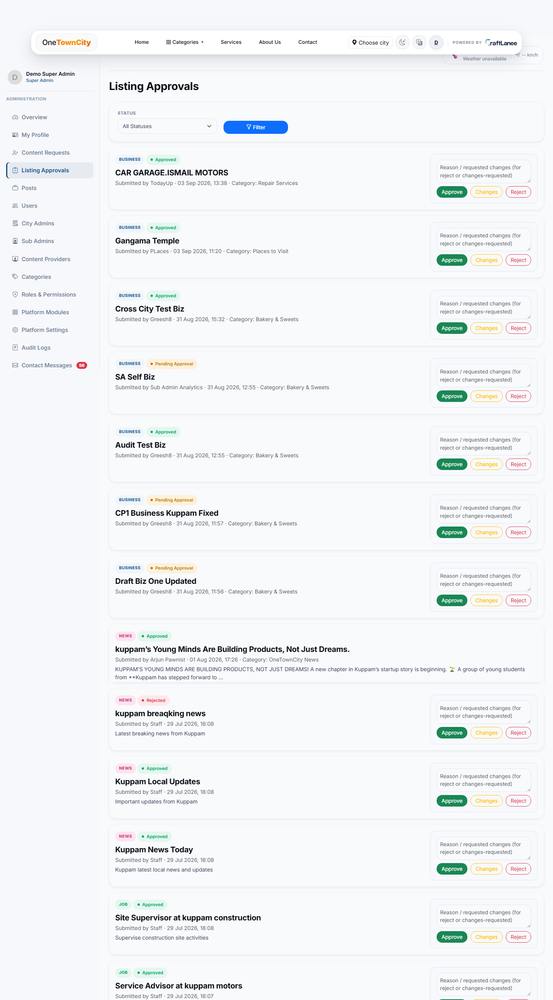 OneTownCity
Home
Categories
Services
About Us
Contact
Choose city
D
POWERED BY CraftLanee
Weather unavailable
-- km/h
D
Demo Super Admin
Super Admin
ADMINISTRATION
Overview
My Profile
Content Requests
Listing Approvals
Posts
Users
City Admins
Sub Admins
Content Providers
Categories
Roles & Permissions
Platform Modules
Platform Settings
Audit Logs
Contact Messages 56
Listing Approvals
STATUS
All Statuses
Filter
BUSINESS Approved
CAR GARAGE.ISMAIL MOTORS
Submitted by TodayUp · 03 Sep 2026, 13:38 · Category: Repair Services
Reason / requested changes (for
reject or changes-requested)
Approve Changes Reject
BUSINESS Approved
Gangama Temple
Submitted by PLaces · 03 Sep 2026, 11:20 · Category: Places to Visit
Reason / requested changes (for
reject or changes-requested)
Approve Changes Reject
BUSINESS Approved
Cross City Test Biz
Submitted by Greesh8 · 31 Aug 2026, 15:32 · Category: Bakery & Sweets
Reason / requested changes (for
reject or changes-requested)
Approve Changes Reject
BUSINESS Pending Approval
SA Self Biz
Submitted by Sub Admin Analytics · 31 Aug 2026, 12:55 · Category: Bakery & Sweets
Reason / requested changes (for
reject or changes-requested)
Approve Changes Reject
BUSINESS Approved
Audit Test Biz
Submitted by Greesh8 · 31 Aug 2026, 12:55 · Category: Bakery & Sweets
Reason / requested changes (for
reject or changes-requested)
Approve Changes Reject
BUSINESS Pending Approval
CP1 Business Kuppam Fixed
Submitted by Greesh8 · 31 Aug 2026, 11:57 · Category: Bakery & Sweets
Reason / requested changes (for
reject or changes-requested)
Approve Changes Reject
BUSINESS Pending Approval
Draft Biz One Updated
Submitted by Greesh8 · 31 Aug 2026, 11:56 · Category: Bakery & Sweets
Reason / requested changes (for
reject or changes-requested)
Approve Changes Reject
NEWS Approved
kuppam’s Young Minds Are Building Products, Not Just Dreams.
Submitted by Arjun Pawnist · 01 Aug 2026, 17:26 · Category: OneTownCity News
KUPPAM’S YOUNG MINDS ARE BUILDING PRODUCTS, NOT JUST DREAMS! A new chapter in Kuppam’s startup story is beginning. 🌱 A group of young students
from **Kuppam has stepped forward to ...
NEWS Rejected
kuppam breaqking news
Submitted by Staff · 29 Jul 2026, 18:08
Latest breaking news from Kuppam
Reason / requested changes (for
reject or changes-requested)
Approve Changes Reject
NEWS Approved
Kuppam Local Updates
Submitted by Staff · 29 Jul 2026, 18:08
Important updates from Kuppam
Reason / requested changes (for
reject or changes-requested)
Approve Changes Reject
NEWS Approved
Kuppam News Today
Submitted by Staff · 29 Jul 2026, 18:08
Kuppam latest local news and updates
Reason / requested changes (for
reject or changes-requested)
Approve Changes Reject
JOB Approved
Site Supervisor at kuppam construction
Submitted by Staff · 29 Jul 2026, 18:08
Supervise construction site activities
Reason / requested changes (for
reject or changes-requested)
Approve Changes Reject
JOB Approved
Service Advisor at kuppam motors
Submitted by Staff · 29 Jul 2026, 18:07
Reason / requested changes (for
reject or changes-requested)